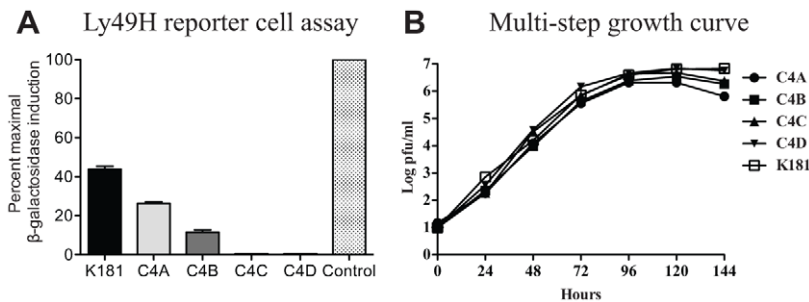 A Ly49H reporter cell assay
Percent maximal
β-galactosidase induction
100
80
60
40
20
0
K181 C4A C4B C4C C4D Control
B Multi-step growth curve
Log pfu/ml
7
6
5
4
3
2
1
0
0 24 48 72 96 120 144
Hours
C4A
C4B
C4C
C4D
K181